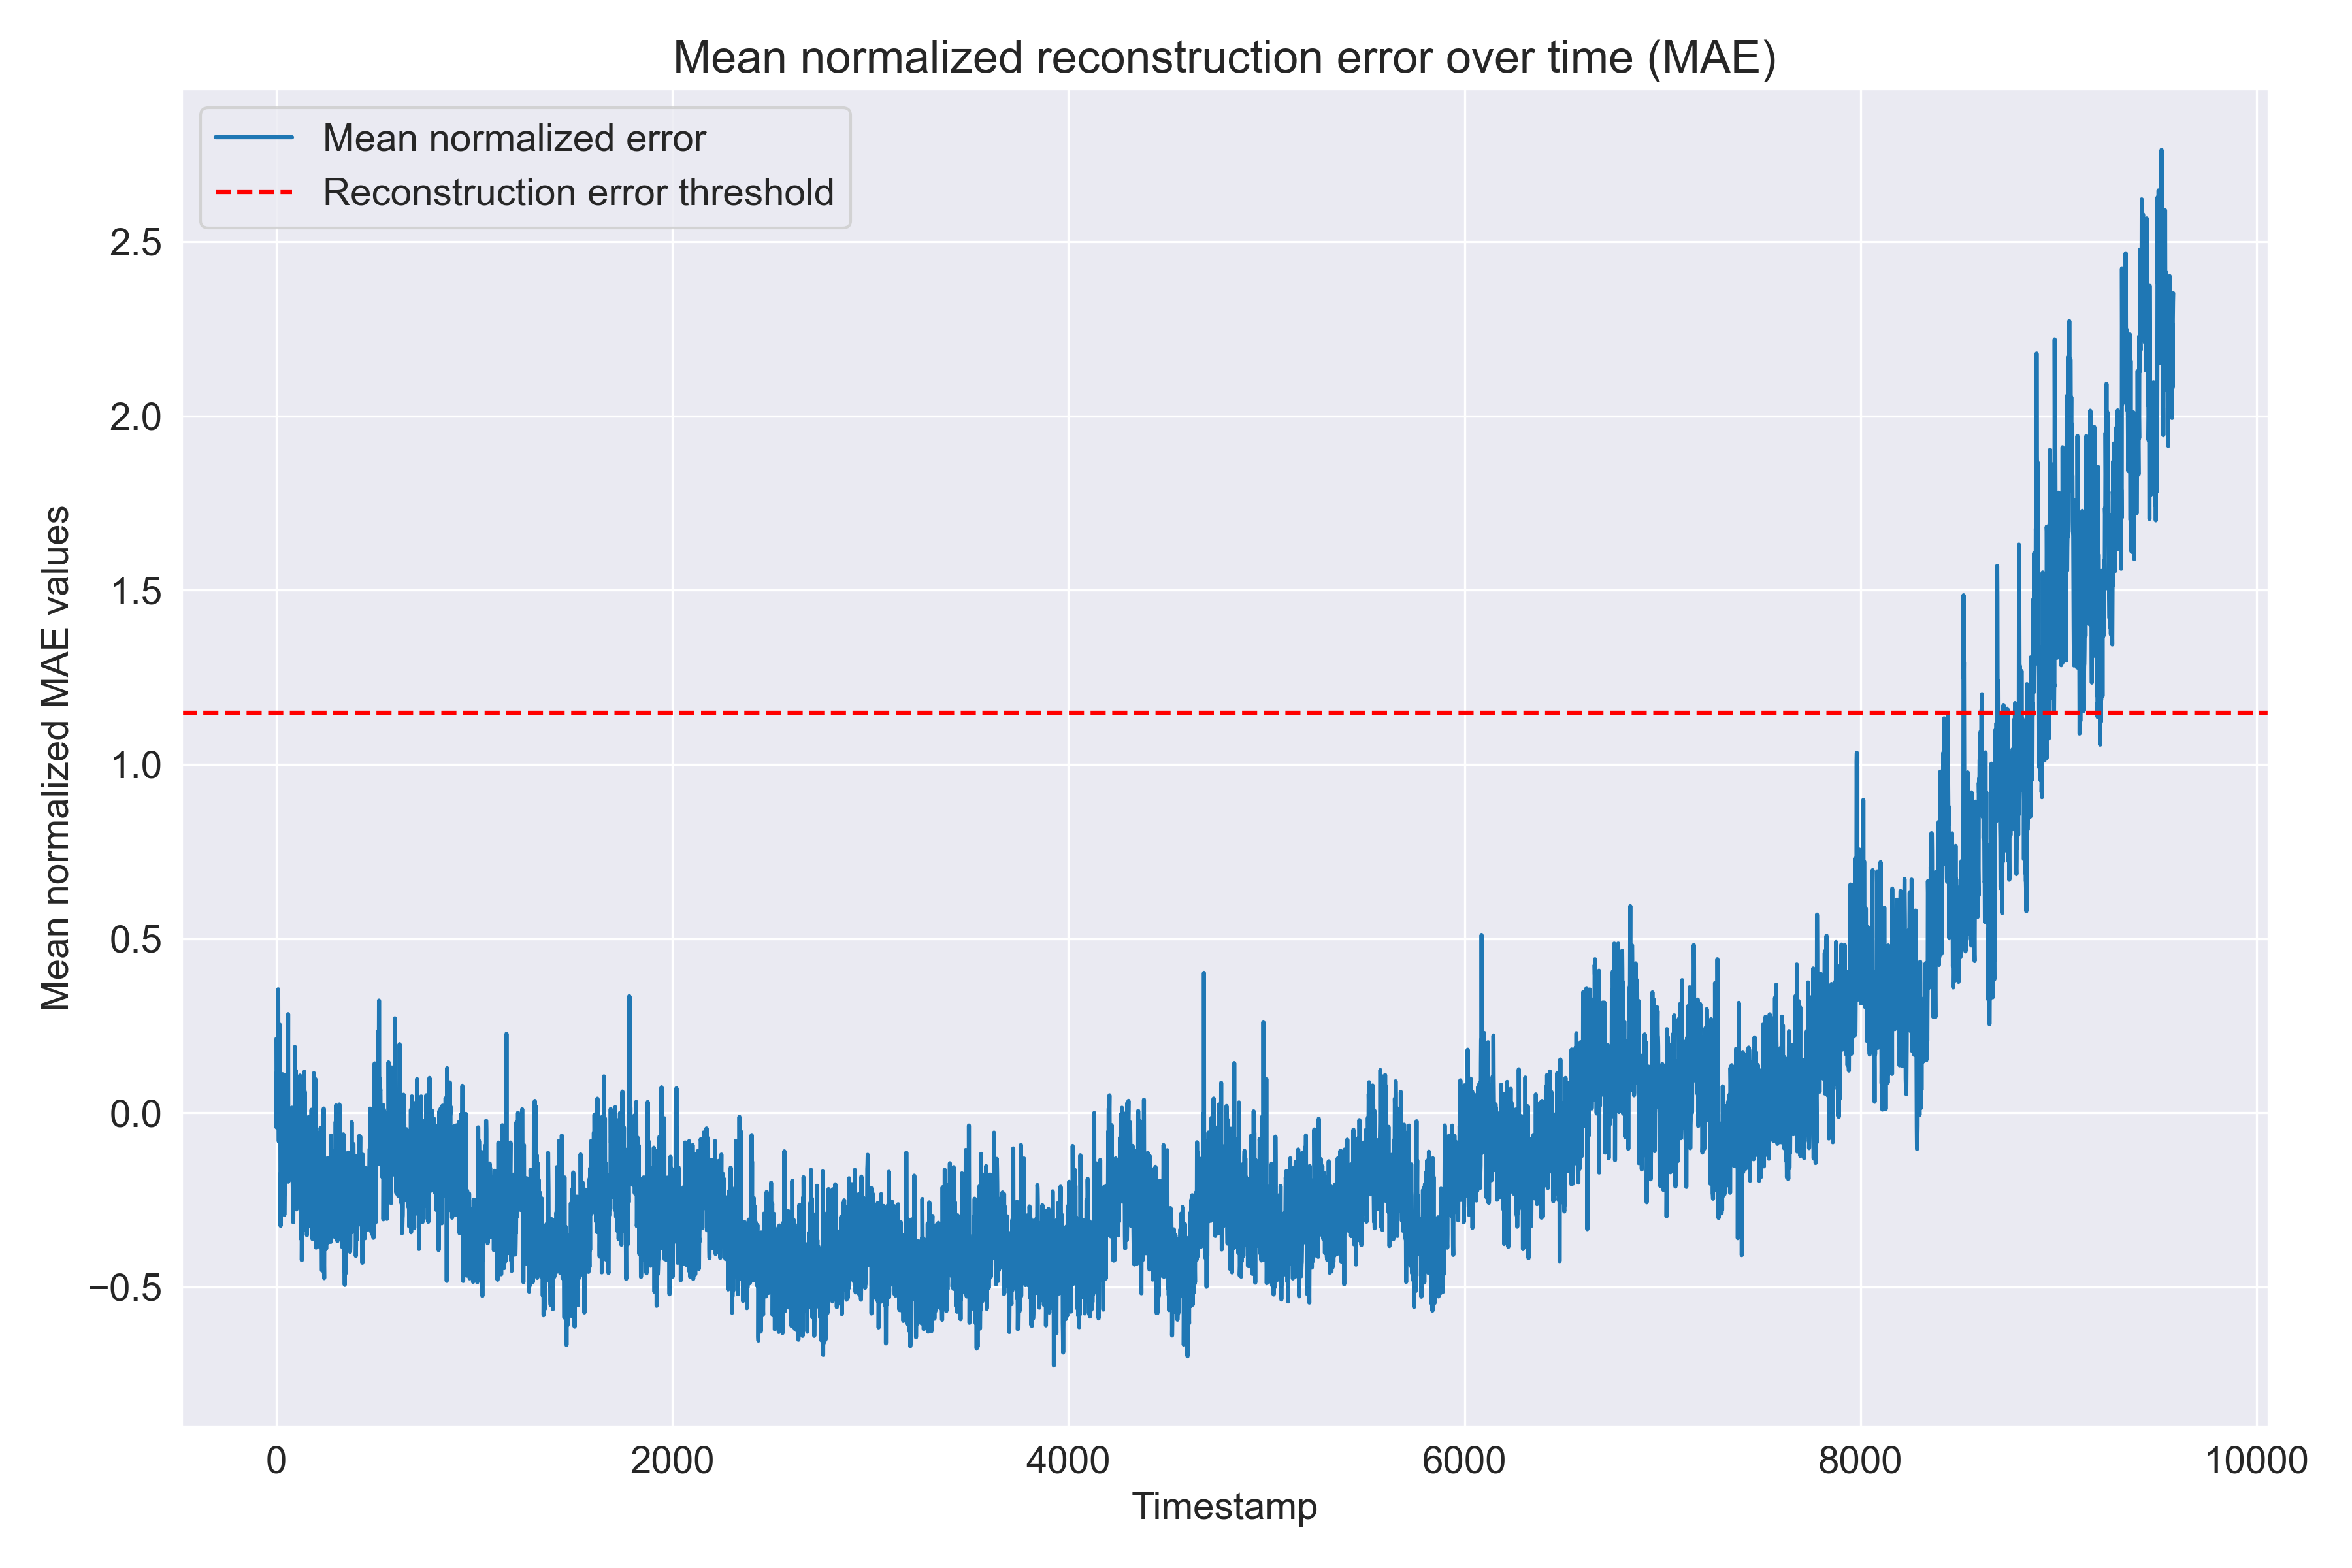 Mean normalized reconstruction error over time (MAE)
Mean normalized error
Reconstruction error threshold
Mean normalized MAE values
2.5
2.0
1.5
1.0
0.5
0.0
−0.5
0 2000 4000 6000 8000 10000
Timestamp